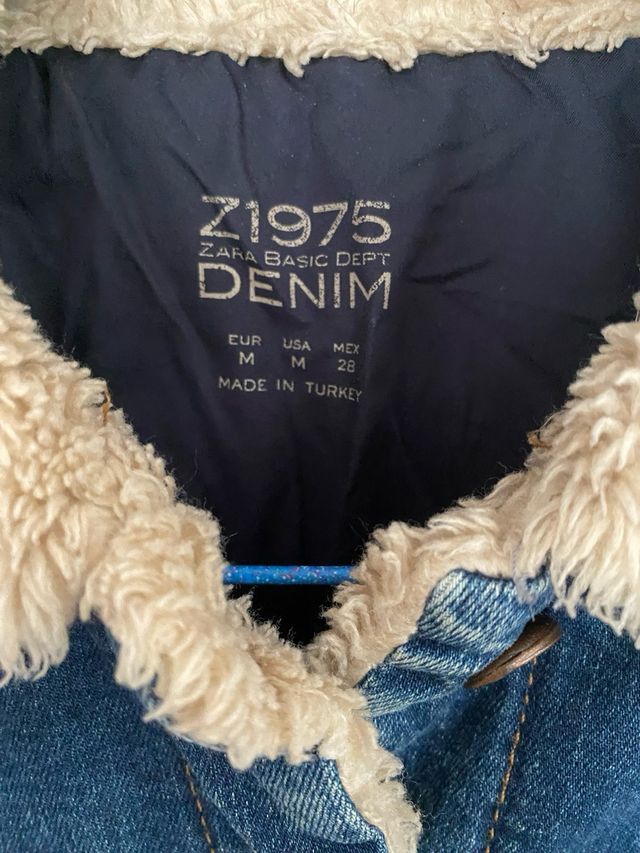 Z1975
ZARA BASIC DEPT
DENIM
EUR USA MEX
M M 28
MADE IN TURKEY